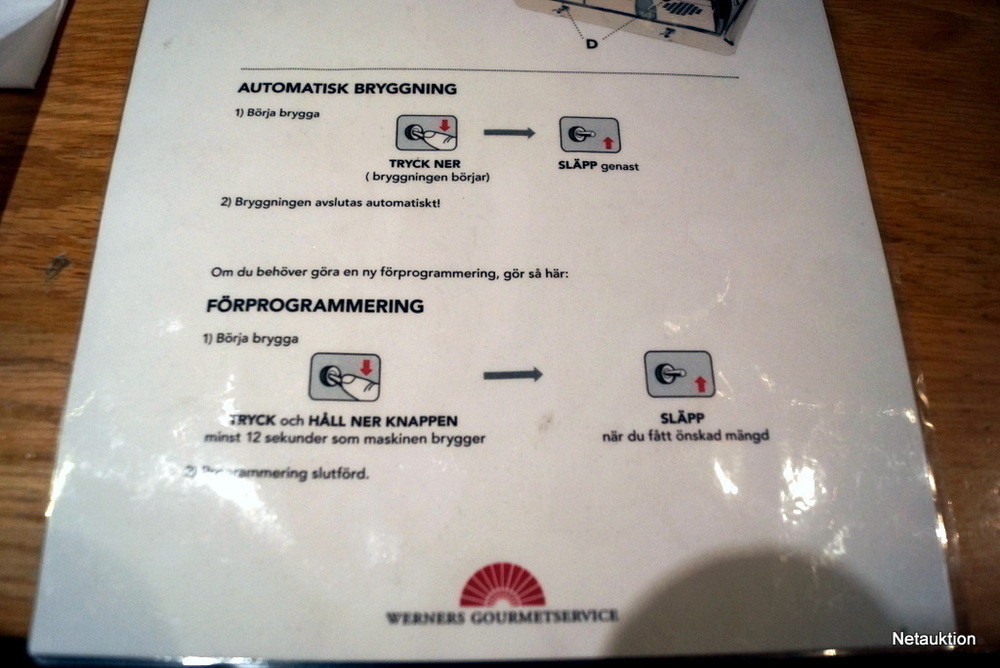 D
AUTOMATISK BRYGGNING
1) Börja brygga
TRYCK NER
( bryggningen börjar)
SLÄPP genast
2) Bryggningen avslutas automatiskt!
Om du behöver göra en ny förprogrammering, gör så här:
FÖRPROGRAMMERING
1) Börja brygga
TRYCK och HÅLL NER KNAPPEN
minst 12 sekunder som maskinen brygger
SLÄPP
när du fått önskad mängd
2) Programmering slutförd.
WERNERS GOURMETSERVICE
Netauktion